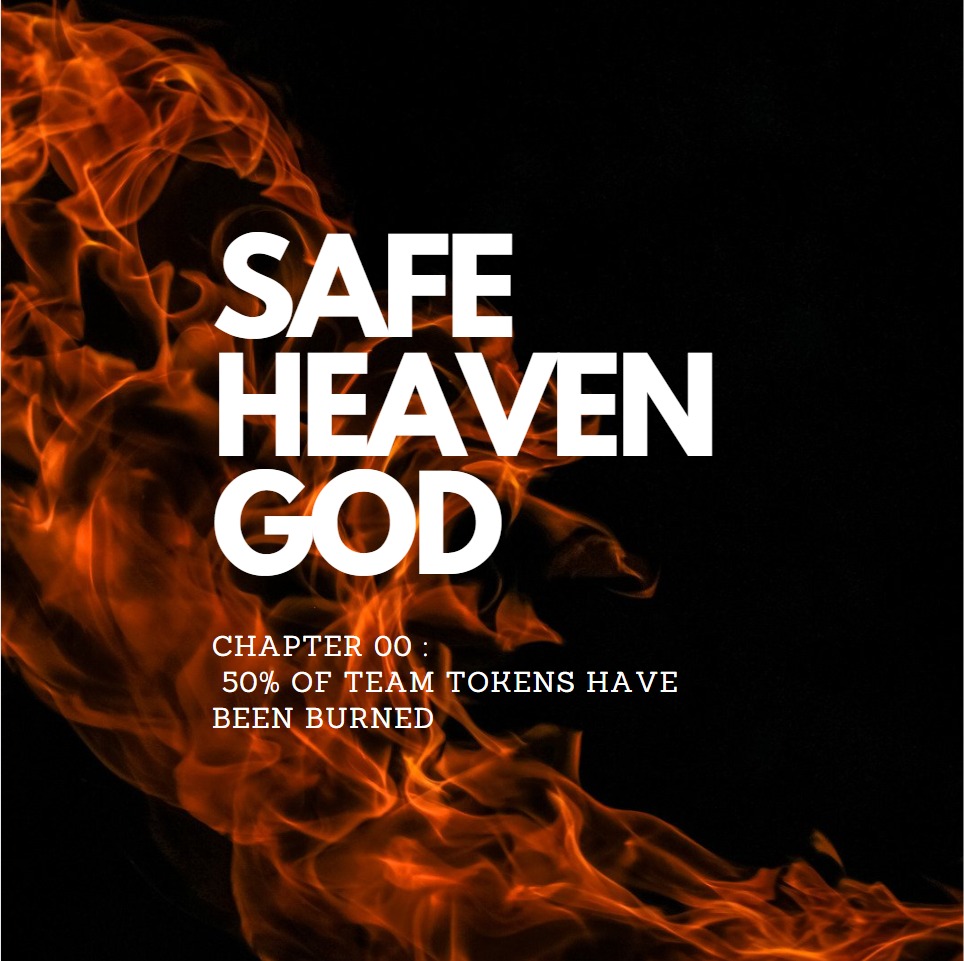 SAFE
HEAVEN
GOD
CHAPTER 00 :
50% OF TEAM TOKENS HAVE
BEEN BURNED